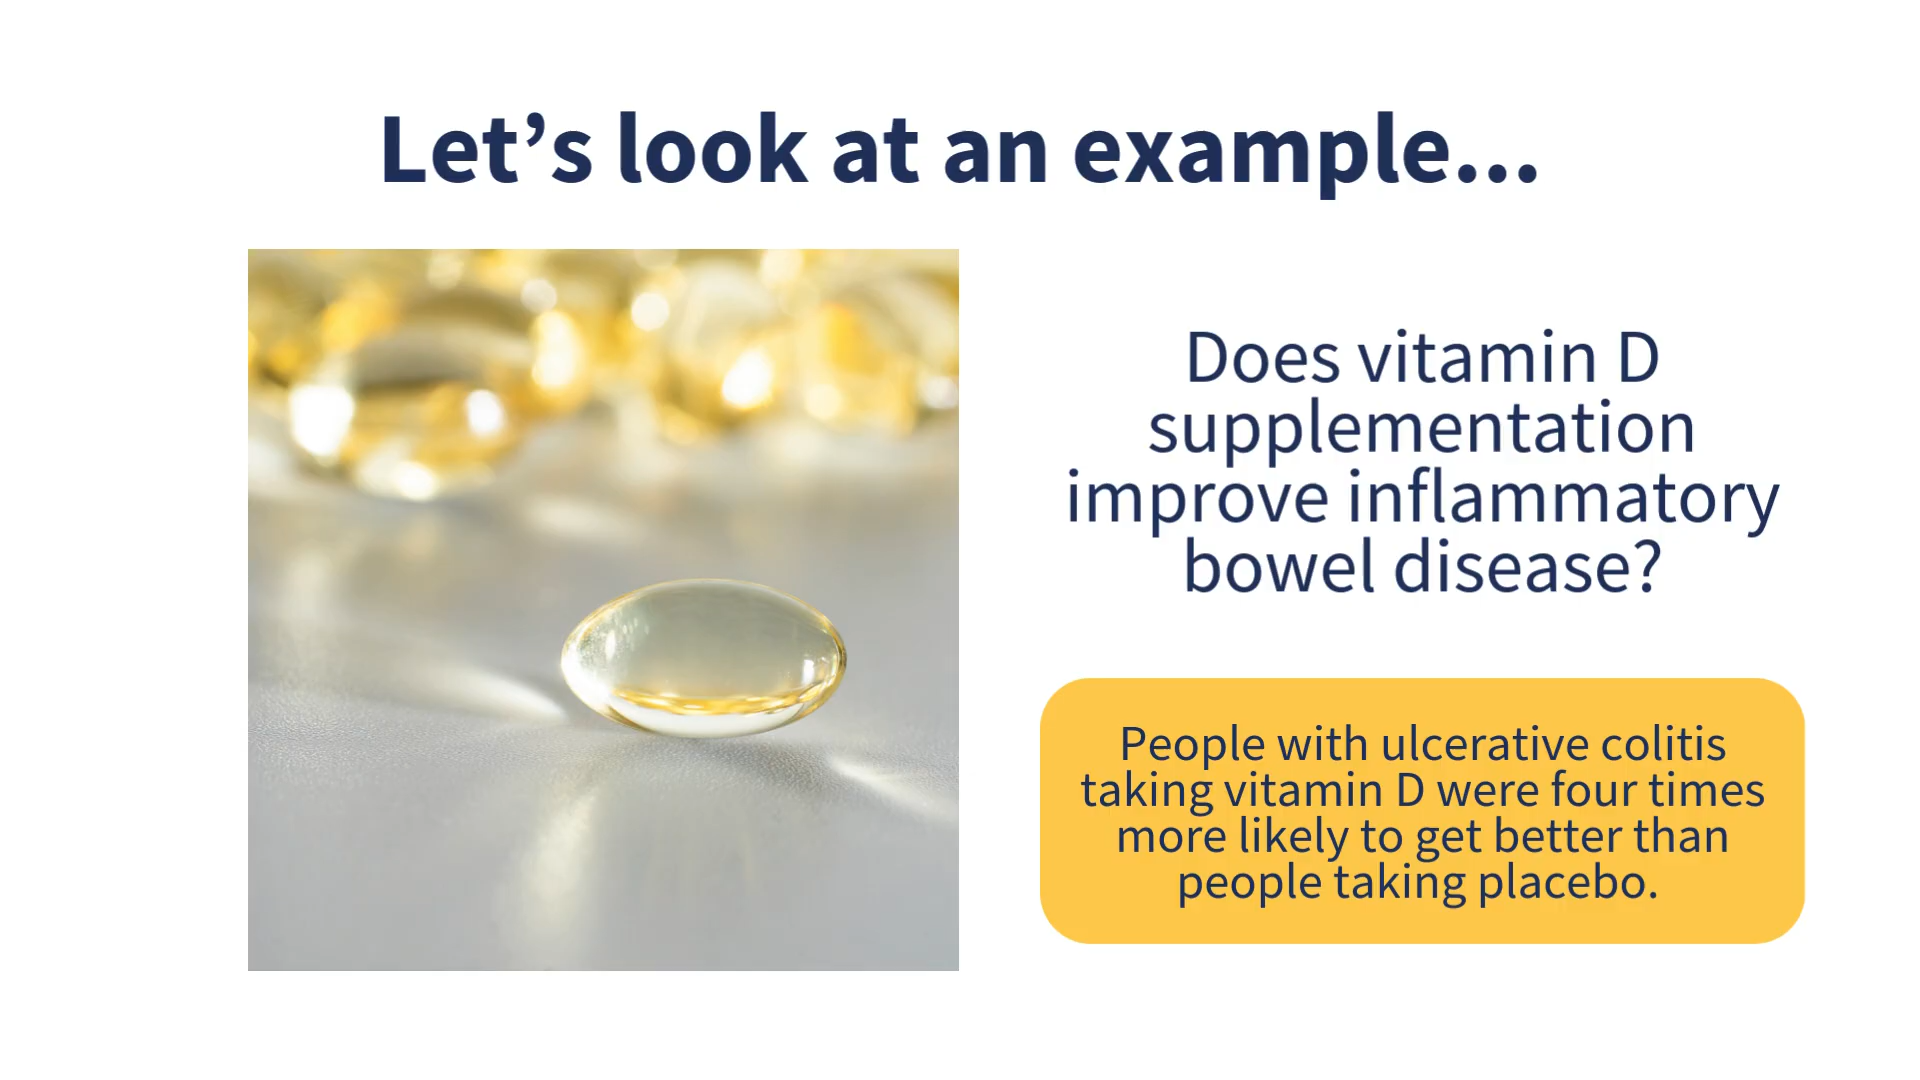 Let’s look at an example...
Does vitamin D
supplementation
improve inflammatory
bowel disease?
People with ulcerative colitis
taking vitamin D were four times
more likely to get better than
people taking placebo.